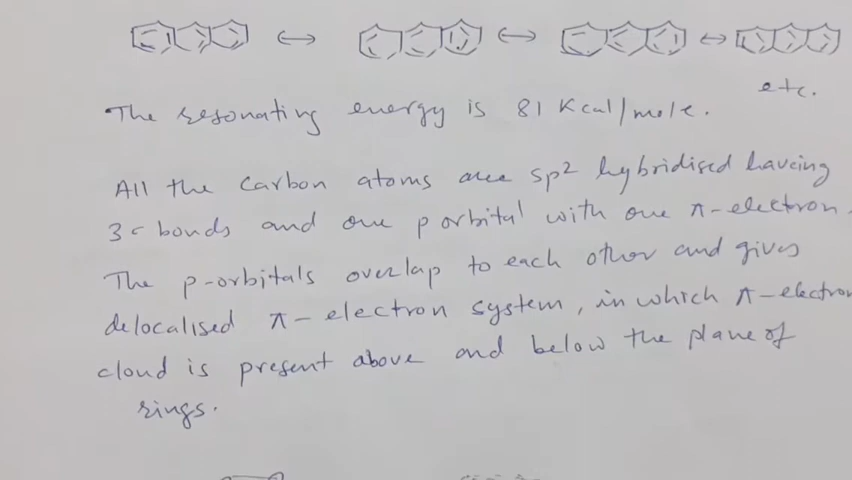 etc.
The resonating energy is 81 Kcal/mole.
All the carbon atoms are sp² hybridised having
3 σ bonds and one p orbital with one π-electron.
The p-orbitals overlap to each other and gives
delocalised π-electron system, in which π-electron
cloud is present above and below the plane of
rings.